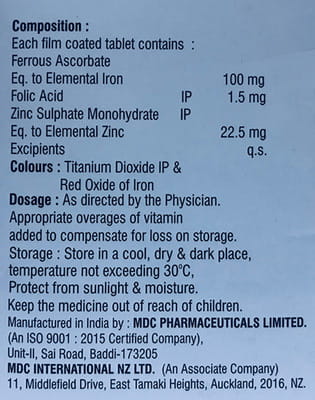 Composition :
Each film coated tablet contains :
Ferrous Ascorbate
Eq. to Elemental Iron 100 mg
Folic Acid IP 1.5 mg
Zinc Sulphate Monohydrate IP
Eq. to Elemental Zinc 22.5 mg
Excipients q.s.
Colours : Titanium Dioxide IP &
Red Oxide of Iron
Dosage : As directed by the Physician.
Appropriate overages of vitamin
added to compensate for loss on storage.
Storage : Store in a cool, dry & dark place,
temperature not exceeding 30°C,
Protect from sunlight & moisture.
Keep the medicine out of reach of children.
Manufactured in India by : MDC PHARMACEUTICALS LIMITED.
(An ISO 9001 : 2015 Certified Company),
Unit-II, Sai Road, Baddi-173205
MDC INTERNATIONAL NZ LTD. (An Associate Company)
11, Middlefield Drive, East Tamaki Heights, Auckland, 2016, NZ.